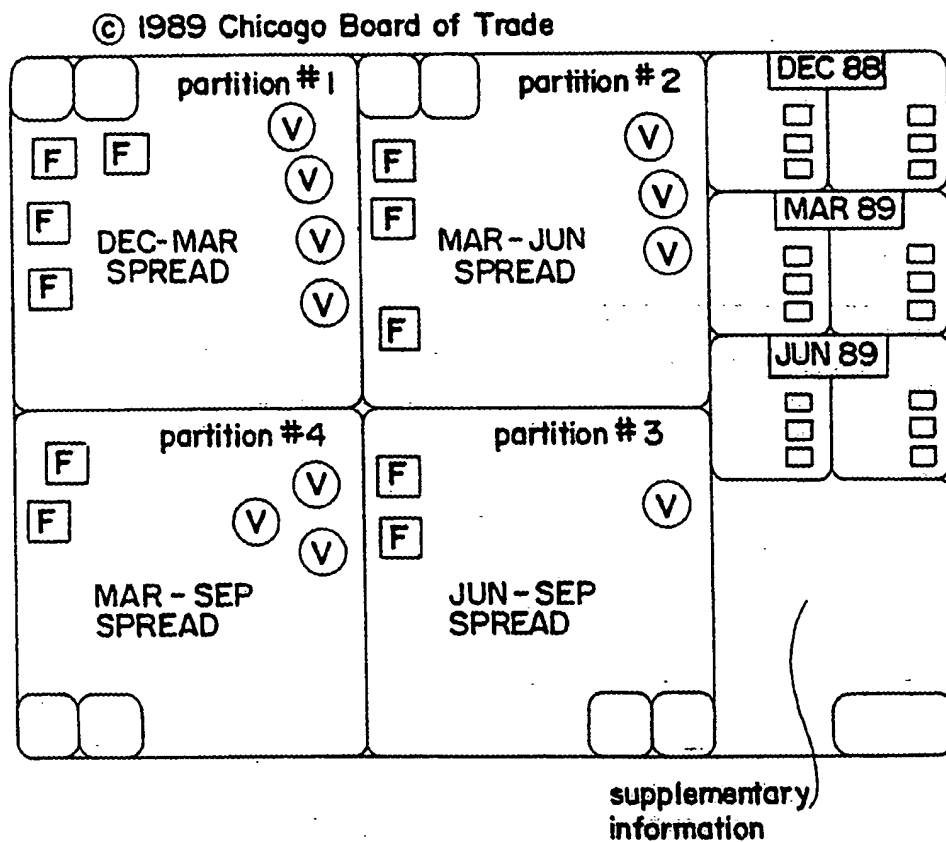 © 1989 Chicago Board of Trade
partition #1
F
F
V
V
F
V
F
V
DEC-MAR
SPREAD
partition #2
F
V
V
F
V
F
MAR-JUN
SPREAD
DEC 88
MAR 89
JUN 89
partition #4
F
F
V
V
V
MAR-SEP
SPREAD
partition #3
F
V
F
JUN-SEP
SPREAD
supplementary
information